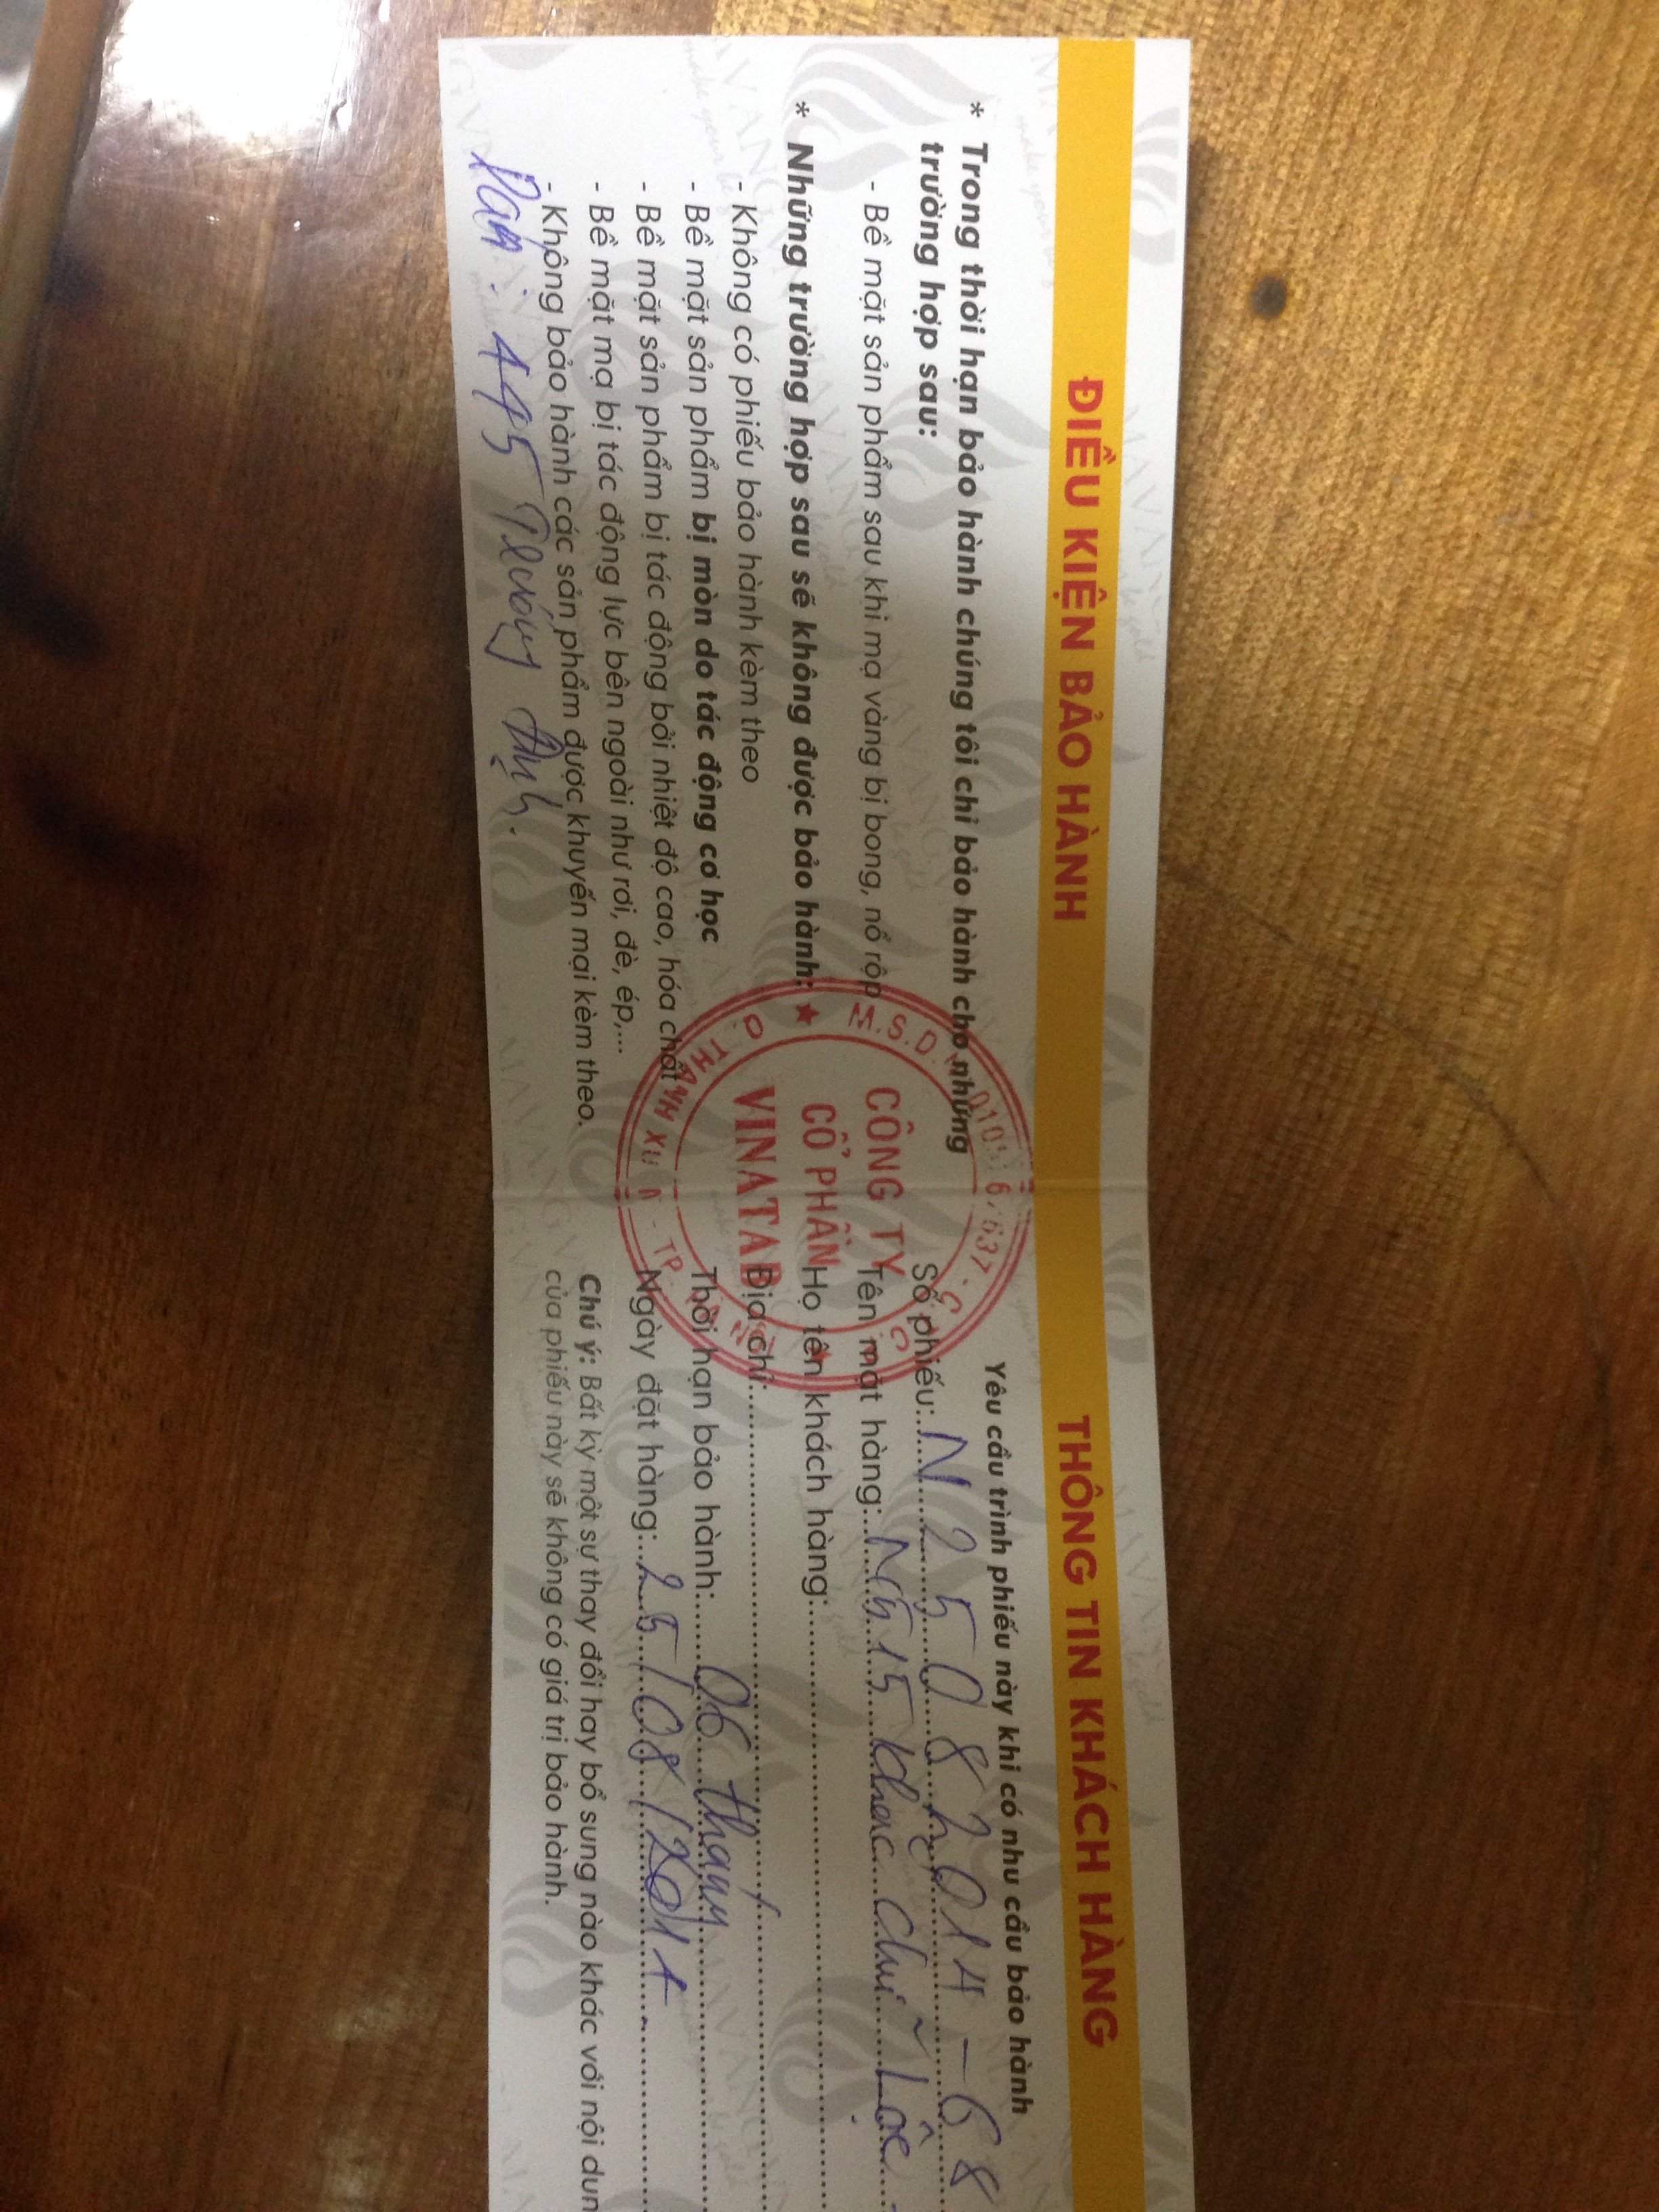 ĐIỀU KIỆN BẢO HÀNH
* Trong thời hạn bảo hành chúng tôi chỉ bảo hành cho những
trường hợp sau:
- Bề mặt sản phẩm sau khi mạ vàng bị bong, nổ rộp
* Những trường hợp sau sẽ không được bảo hành:
- Không có phiếu bảo hành kèm theo
- Bề mặt sản phẩm bị mòn do tác động cơ học
- Bề mặt sản phẩm bị tác động bởi nhiệt độ cao, hóa chất
- Bề mặt mạ bị tác động lực bên ngoài như rơi, đè, ép,...
- Không bảo hành các sản phẩm được khuyến mại kèm theo.
445 Định.
CÔNG TY
CỔ PHẦN
VINATAB
THÔNG TIN KHÁCH HÀNG
Yêu cầu trình phiếu này khi có nhu cầu bảo hành
Số phiếu: N25082014-68
Tên mặt hàng: N515 khắc chữ Lộc
Họ tên khách hàng:
Địa chỉ:
Thời hạn bảo hành: 06 tháng
Ngày đặt hàng: 25/08/2014
Chú ý: Bất kỳ một sự thay đổi hay bổ sung nào khác với nội dun
của phiếu này sẽ không có giá trị bảo hành.